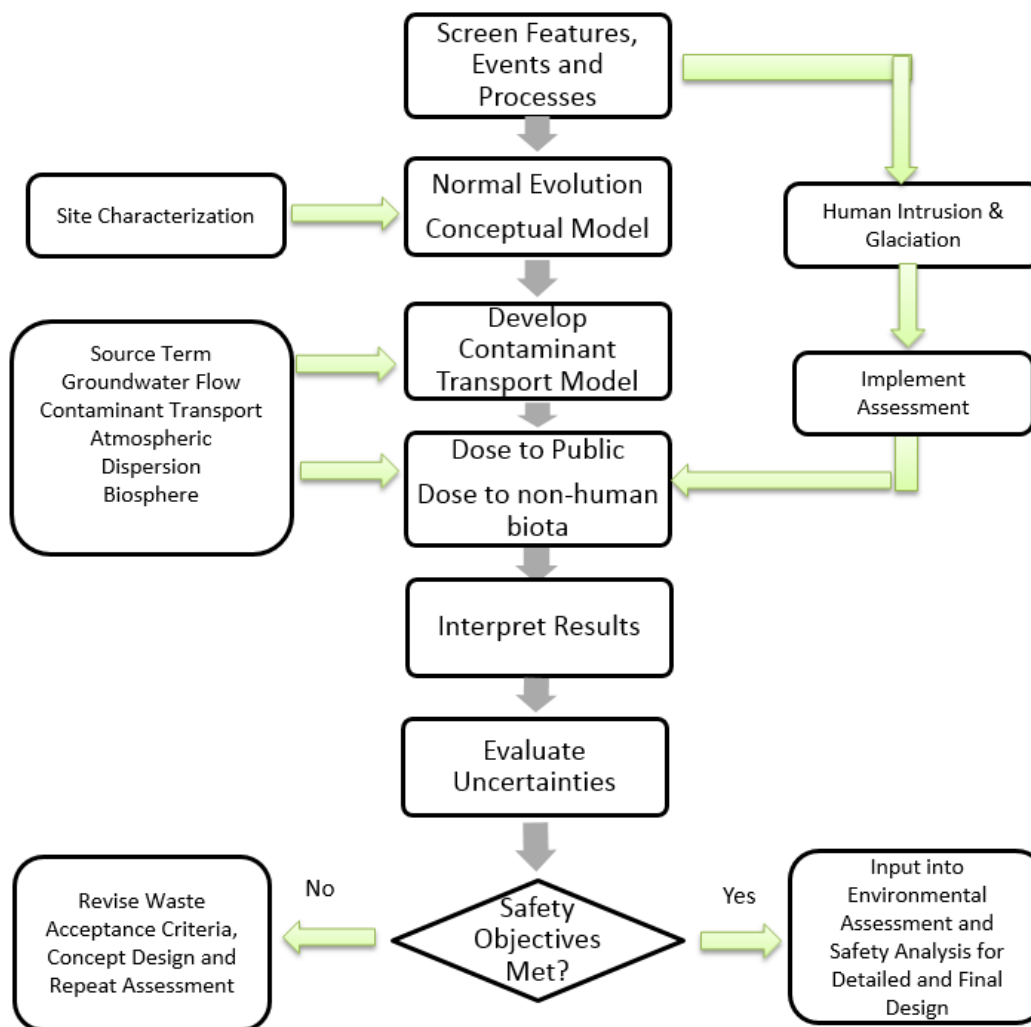 Screen Features,
Events and
Processes
Site Characterization
Normal Evolution
Conceptual Model
Human Intrusion &
Glaciation
Source Term
Groundwater Flow
Contaminant Transport
Atmospheric
Dispersion
Biosphere
Develop
Contaminant
Transport Model
Implement
Assessment
Dose to Public
Dose to non-human
biota
Interpret Results
Evaluate
Uncertainties
Revise Waste
Acceptance Criteria,
Concept Design and
Repeat Assessment
No
Safety
Objectives
Met?
Yes
Input into
Environmental
Assessment and
Safety Analysis for
Detailed and Final
Design